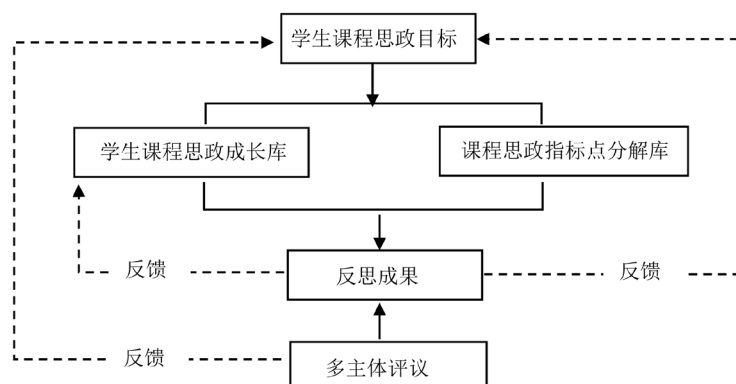 学生课程思政目标
学生课程思政成长库
课程思政指标点分解库
反馈
反思成果
反馈
反馈
多主体评议